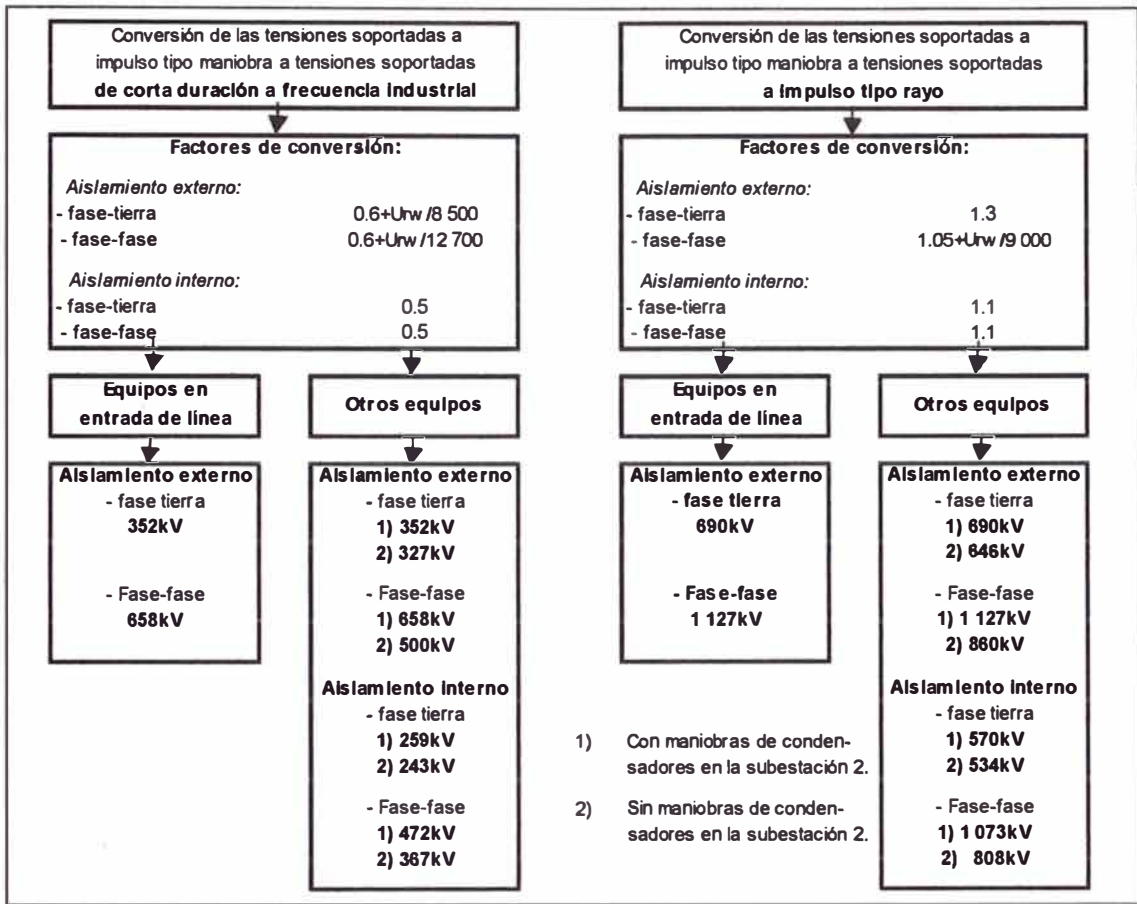 Conversión de las tensiones soportadas a
impulso tipo maniobra a tensiones soportadas
de corta duración a frecuencia industrial
Factores de conversión:
Aislamiento externo:
- fase-tierra 0.6+Urw /8 500
- fase-fase 0.6+Urw /12 700
Aislamiento interno:
- fase-tierra 0.5
- fase-fase 0.5
Equipos en
entrada de línea
Otros equipos
Aislamiento externo
- fase tierra
352kV
- Fase-fase
658kV
Aislamiento externo
- fase tierra
1) 352kV
2) 327kV
- Fase-fase
1) 658kV
2) 500kV
Aislamiento interno
- fase tierra
1) 259kV
2) 243kV
- Fase-fase
1) 472kV
2) 367kV
Conversión de las tensiones soportadas a
impulso tipo maniobra a tensiones soportadas
a impulso tipo rayo
Factores de conversión:
Aislamiento externo:
- fase-tierra 1.3
- fase-fase 1.05+Urw /9 000
Aislamiento interno:
- fase-tierra 1.1
- fase-fase 1.1
Equipos en
entrada de línea
Otros equipos
Aislamiento externo
- fase tierra
690kV
- Fase-fase
1 127kV
Aislamiento externo
- fase tierra
1) 690kV
2) 646kV
- Fase-fase
1) 1 127kV
2) 860kV
Aislamiento interno
- fase tierra
1) 570kV
2) 534kV
- Fase-fase
1) 1 073kV
2) 808kV
1) Con maniobras de conden-
sadores en la subestación 2.
2) Sin maniobras de conden-
sadores en la subestación 2.